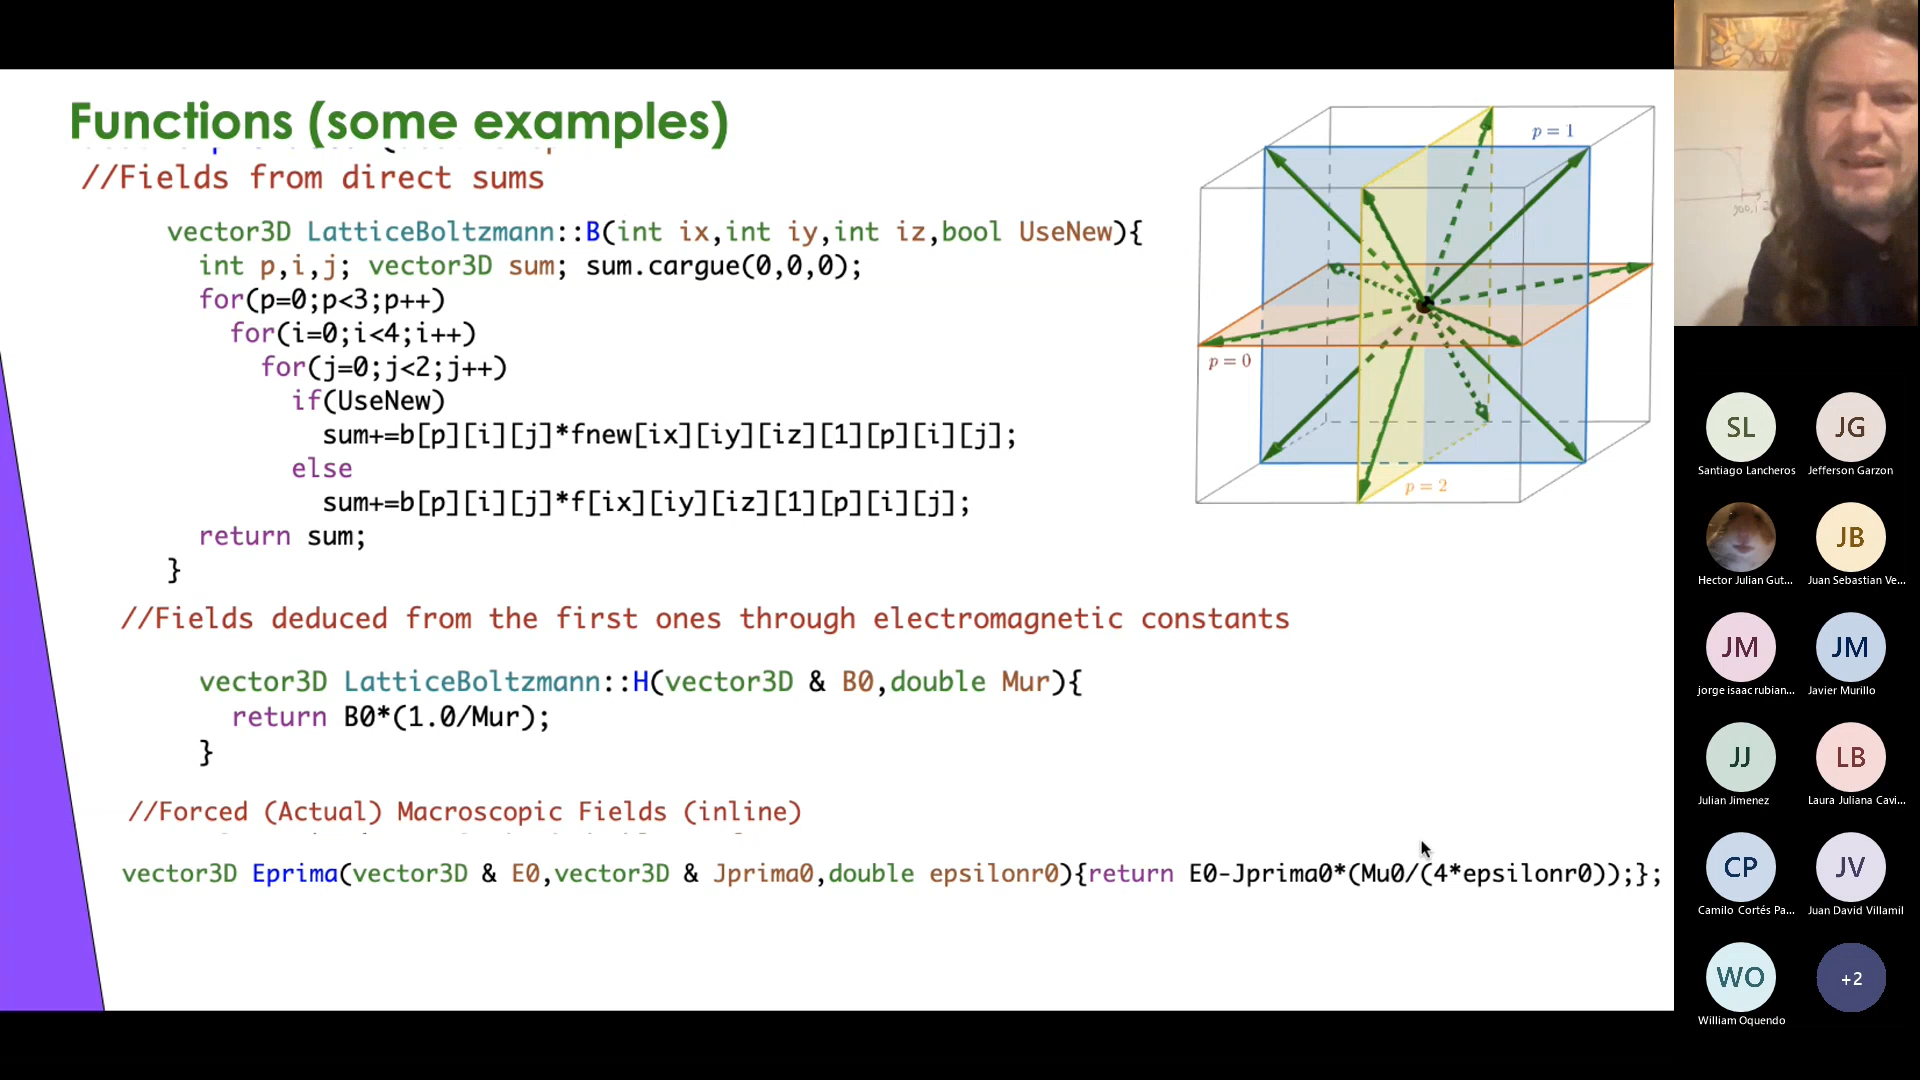 Functions (some examples)
//Fields from direct sums
vector3D LatticeBoltzmann::B(int ix,int iy,int iz,bool UseNew){
int p,i,j; vector3D sum; sum.cargue(0,0,0);
for(p=0;p<3;p++)
for(i=0;i<4;i++)
for(j=0;j<2;j++)
if(UseNew)
sum+=b[p][i][j]*fnew[ix][iy][iz][1][p][i][j];
else
sum+=b[p][i][j]*f[ix][iy][iz][1][p][i][j];
return sum;
}
//Fields deduced from the first ones through electromagnetic constants
vector3D LatticeBoltzmann::H(vector3D & B0,double Mur){
return B0*(1.0/Mur);
}
//Forced (Actual) Macroscopic Fields (inline)
vector3D Eprima(vector3D & E0,vector3D & Jprima0,double epsilonr0){return E0-Jprima0*(Mu0/(4*epsilonr0));};
p = 1
p = 0
p = 2
SL
Santiago Lancheros
JG
Jefferson Garzon
Hector Julian Gut...
JB
Juan Sebastian Ve...
JM
jorge isaac rubian...
JM
Javier Murillo
JJ
Julian Jimenez
LB
Laura Juliana Cavi...
CP
Camilo Cortés Pa...
JV
Juan David Villamil
WO
William Oquendo
+2